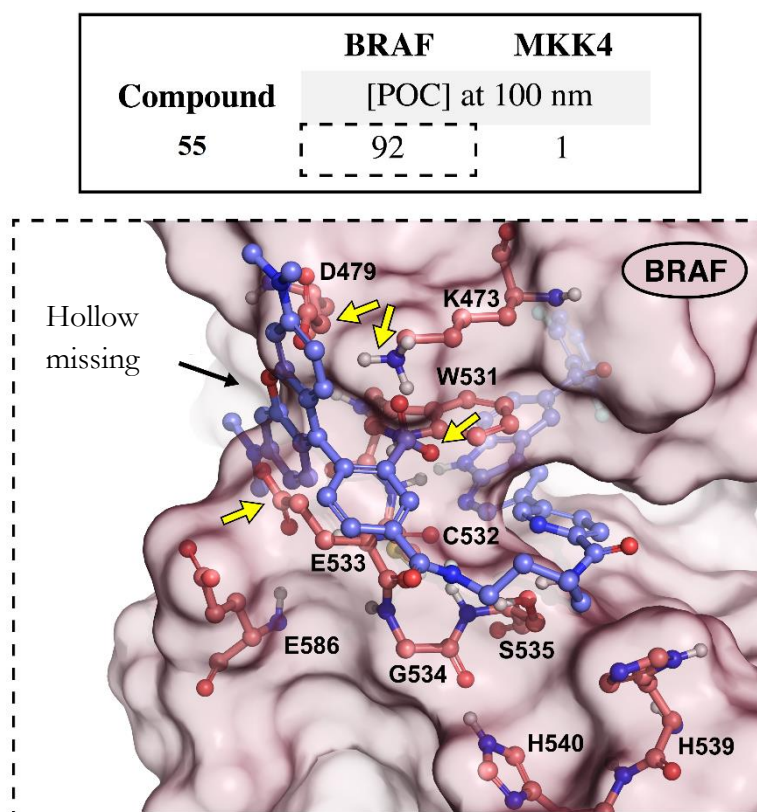 BRAF MKK4
Compound [POC] at 100 nm
55 92 1
BRAF
D479
K473
Hollow
missing
W531
C532
E533
E586
G534
S535
H540
H539